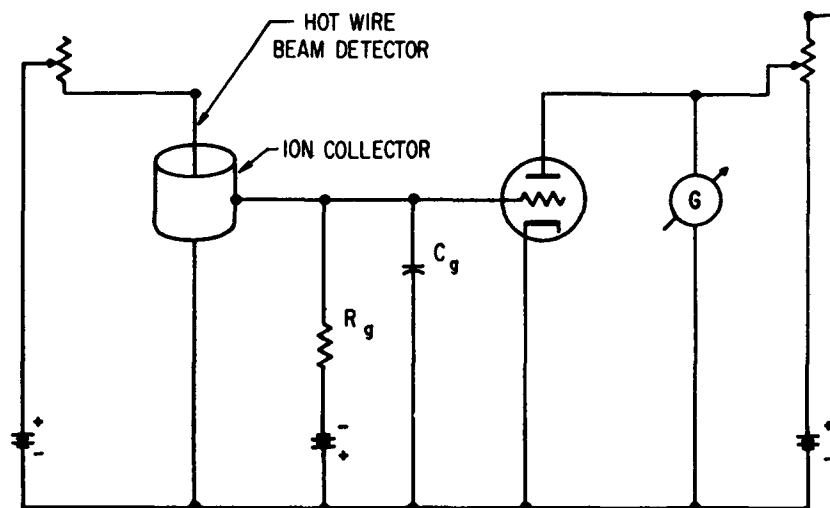 HOT WIRE
BEAM DETECTOR
ION COLLECTOR
G
C g
R g
+
-
-
+
+
-